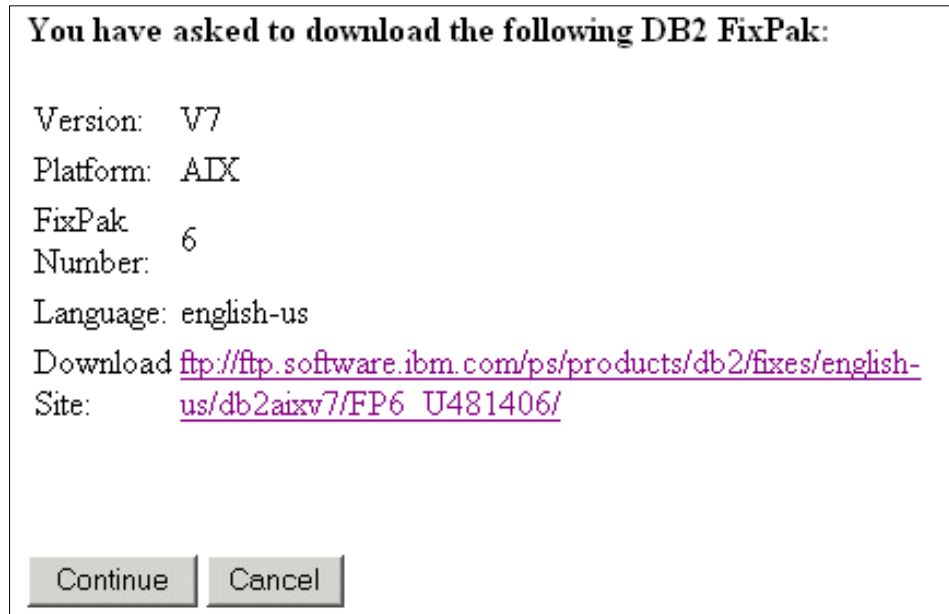 You have asked to download the following DB2 FixPak:
Version: V7
Platform: AIX
FixPak
Number: 6
Language: english-us
Download ftp://ftp.software.ibm.com/ps/products/db2/fixes/english-
Site: us/db2aixv7/FP6_U481406/
Continue Cancel